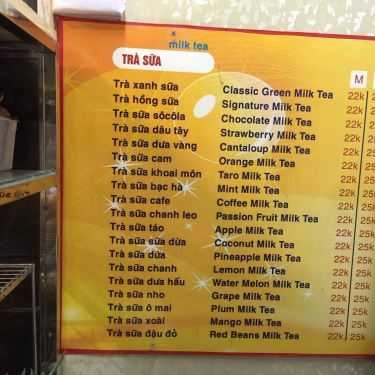 milk tea
TRÀ SỮA
M
Trà xanh sữa Classic Green Milk Tea 22k
Trà hồng sữa Signature Milk Tea 22k 25k
Trà sữa sôcôla Chocolate Milk Tea 22k 25k
Trà sữa dâu tây Strawberry Milk Tea 22k 25k
Trà sữa dưa vàng Cantaloup Milk Tea 22k 25k
Trà sữa cam Orange Milk Tea 22k 25k
Trà sữa khoai môn Taro Milk Tea 22k 25k
Trà sữa bạc hà Mint Milk Tea 22k 25k
Trà sữa cafe Coffee Milk Tea 22k 25k
Trà sữa chanh leo Passion Fruit Milk Tea 22k 25k
Trà sữa táo Apple Milk Tea 22k 25k
Trà sữa sữa dừa Coconut Milk Tea 22k 25k
Trà sữa dứa Pineapple Milk Tea 22k 25k
Trà sữa chanh Lemon Milk Tea 22k 25k
Trà sữa dưa hấu Water Melon Milk Tea 22k 25k
Trà sữa nho Grape Milk Tea 22k 25k
Trà sữa ô mai Plum Milk Tea 22k 25k
Trà sữa xoài Mango Milk Tea 22k 25k
Trà sữa đậu đỏ Red Beans Milk Tea 22k 25k